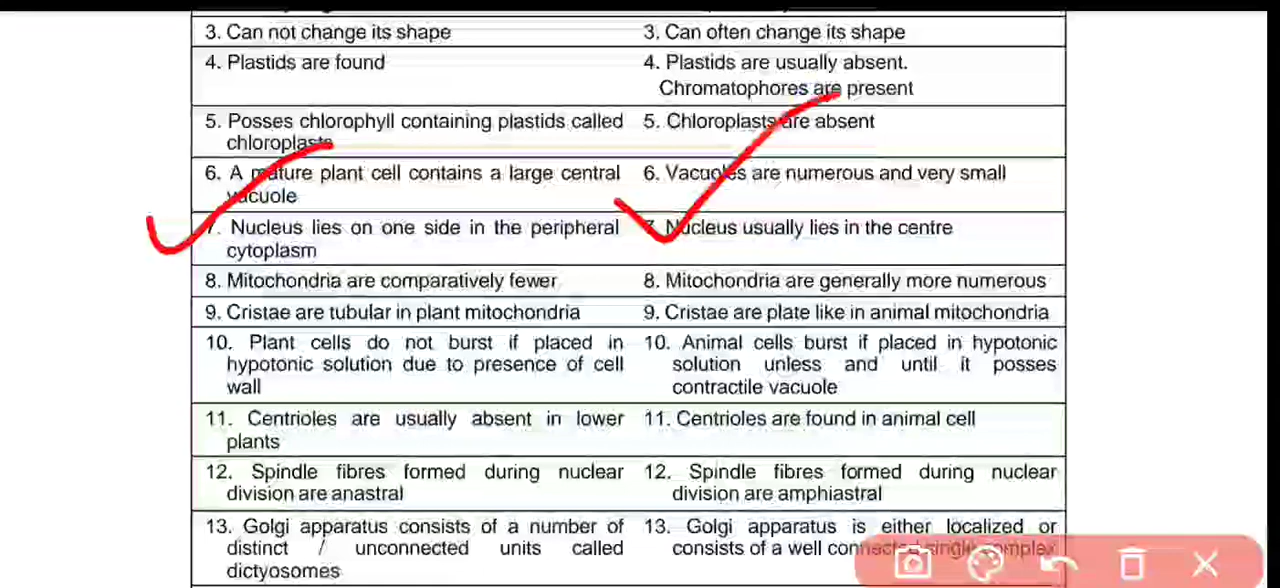 3. Can not change its shape
3. Can often change its shape
4. Plastids are found
4. Plastids are usually absent.
Chromatophores are present
5. Posses chlorophyll containing plastids called
chloroplasts
5. Chloroplasts are absent
6. A mature plant cell contains a large central
vacuole
6. Vacuoles are numerous and very small
7. Nucleus lies on one side in the peripheral
cytoplasm
7. Nucleus usually lies in the centre
8. Mitochondria are comparatively fewer
8. Mitochondria are generally more numerous
9. Cristae are tubular in plant mitochondria
9. Cristae are plate like in animal mitochondria
10. Plant cells do not burst if placed in
hypotonic solution due to presence of cell
wall
10. Animal cells burst if placed in hypotonic
solution unless and until it posses
contractile vacuole
11. Centrioles are usually absent in lower
plants
11. Centrioles are found in animal cell
12. Spindle fibres formed during nuclear
division are anastral
12. Spindle fibres formed during nuclear
division are amphiastral
13. Golgi apparatus consists of a number of
distinct / unconnected units called
dictyosomes
13. Golgi apparatus is either localized or
consists of a well connected single complex